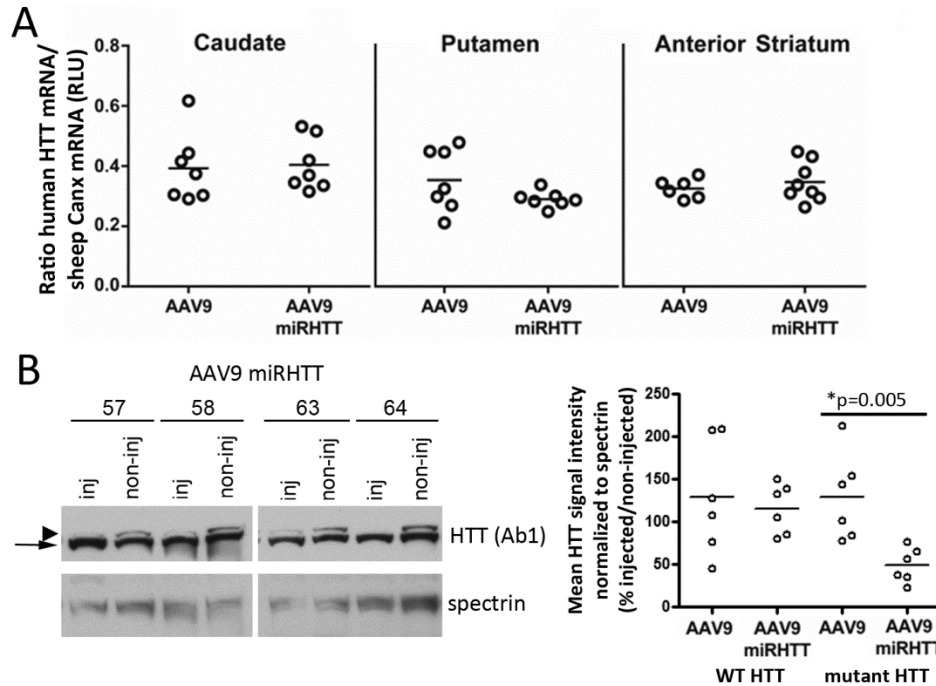 A
Caudate
Putamen
Anterior Striatum
Ratio human HTT mRNA/
sheep Canx mRNA (RLU)
0.8
0.6
0.4
0.2
0.0
AAV9
AAV9
miRHTT
AAV9
AAV9
miRHTT
AAV9
AAV9
miRHTT
B
AAV9 miRHTT
57
58
63
64
inj
non-inj
inj
non-inj
inj
non-inj
inj
non-inj
HTT (Ab1)
spectrin
Mean HTT signal intensity
normalized to spectrin
(% injected/non-injected)
250
200
150
100
50
0
*p=0.005
AAV9
AAV9
miRHTT
AAV9
AAV9
miRHTT
WT HTT
mutant HTT